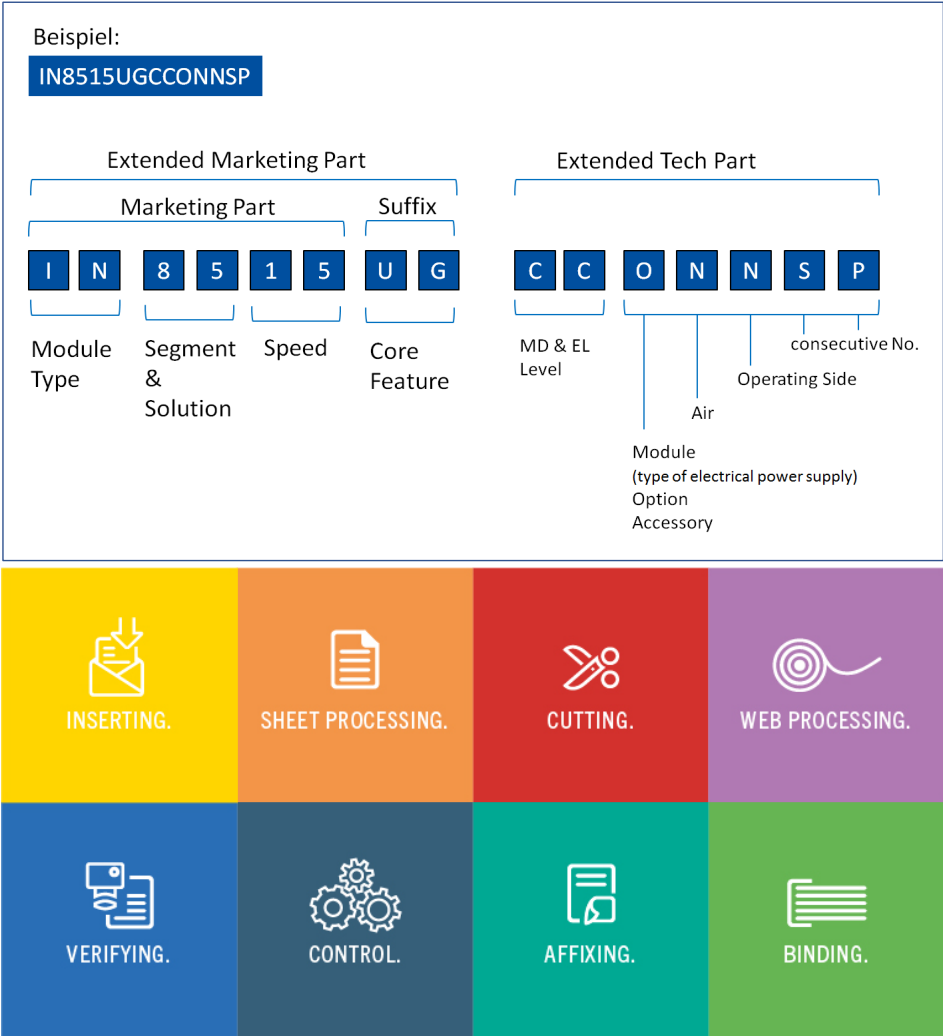 Beispiel:
IN8515UGCCONNSP
Extended Marketing Part
Extended Tech Part
Marketing Part
Suffix
I N 8 5 1 5 U G C C O N N S P
Module Type
Segment & Solution
Speed
Core Feature
MD & EL Level
consecutive No.
Operating Side
Air
Module
(type of electrical power supply)
Option
Accessory
INSERTING.
SHEET PROCESSING.
CUTTING.
WEB PROCESSING.
VERIFYING.
CONTROL.
AFFIXING.
BINDING.